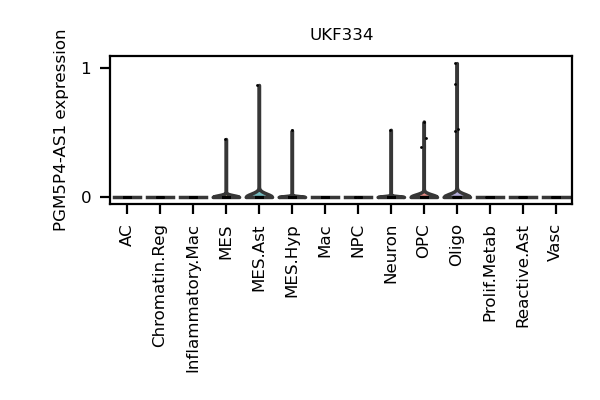 UKF334
PGM5P4-AS1 expression
1
0
AC
Chromatin.Reg
Inflammatory.Mac
MES
MES.Ast
MES.Hyp
Mac
NPC
Neuron
OPC
Oligo
Prolif.Metab
Reactive.Ast
Vasc